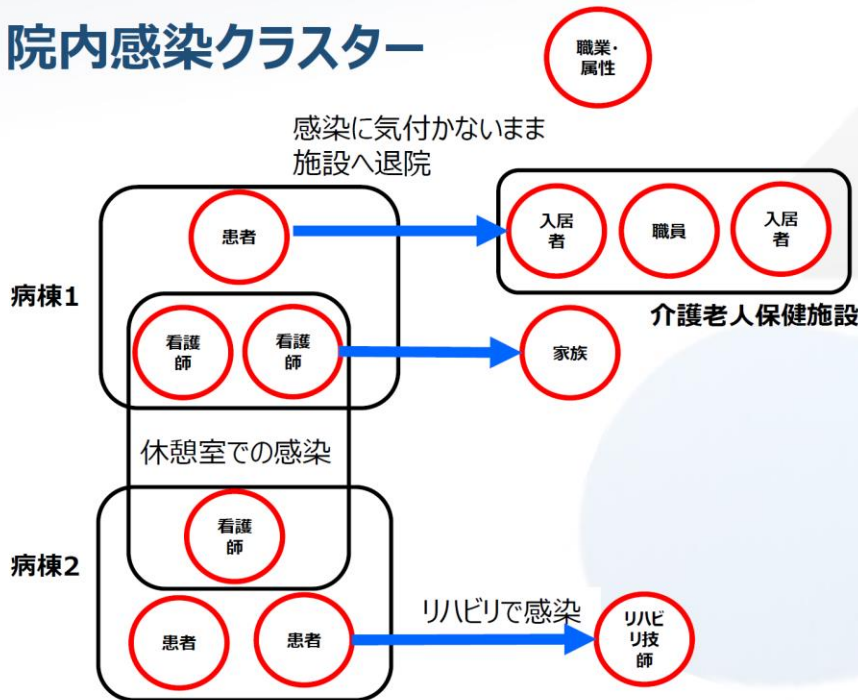 院内感染クラスター
職業・
属性
感染に気付かないまま
施設へ退院
患者
入居
者
職員
入居
者
病棟1
介護老人保健施設
看護
師
看護
師
家族
休憩室での感染
看護
師
病棟2
患者
患者
リハビリで感染
リハビ
リ技
師